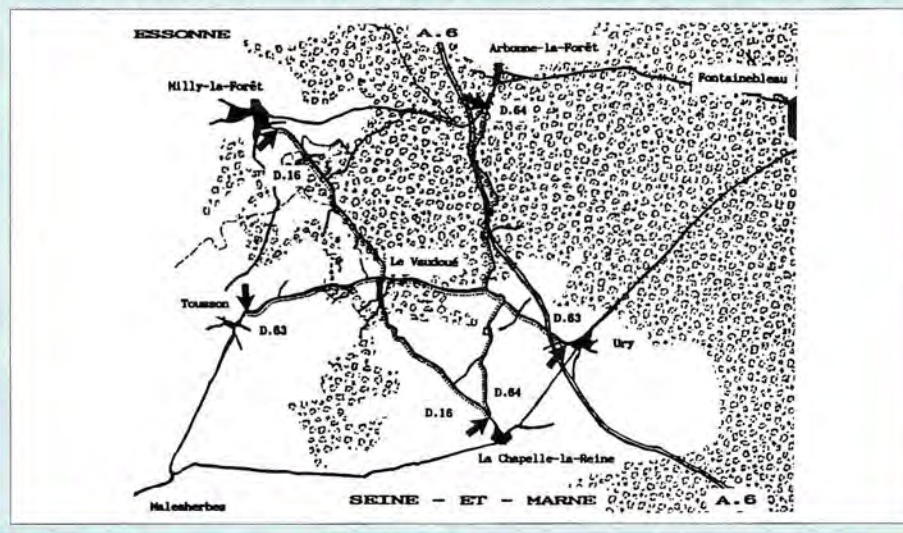 ESSONNE
A.6
Arbonne-la-Forêt
Milly-la-Forêt
Fontainebleau
D.64
D.16
Le Vaudoué
Tousson
D.63
D.63
Ury
D.64
D.16
La Chapelle-la-Reine
Malesherbes
SEINE - ET - MARNE
A.6